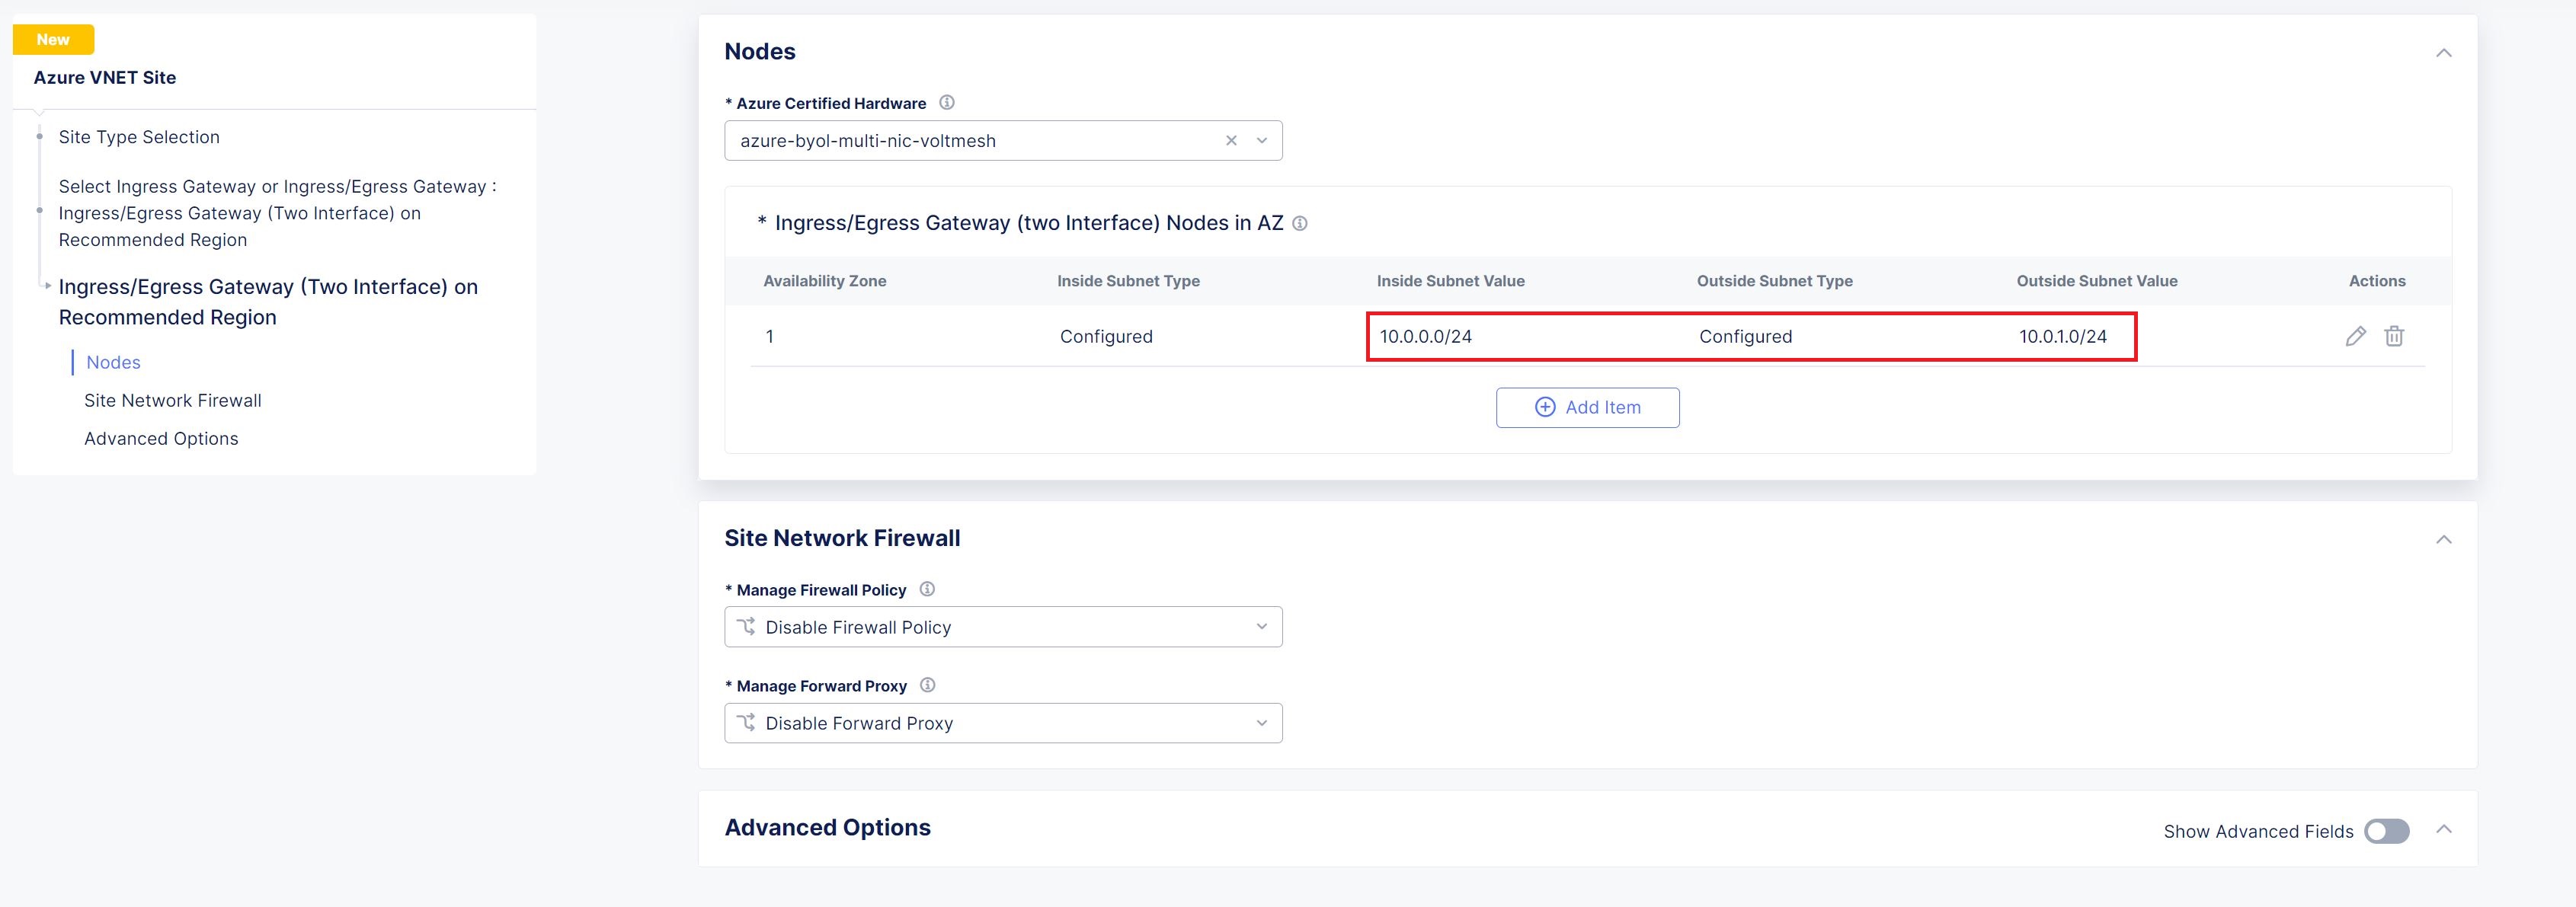 New
Azure VNET Site
Site Type Selection
Select Ingress Gateway or Ingress/Egress Gateway :
Ingress/Egress Gateway (Two Interface) on
Recommended Region
Ingress/Egress Gateway (Two Interface) on
Recommended Region
Nodes
Site Network Firewall
Advanced Options
Nodes
* Azure Certified Hardware
azure-byol-multi-nic-voltmesh
* Ingress/Egress Gateway (two Interface) Nodes in AZ
Availability Zone Inside Subnet Type Inside Subnet Value Outside Subnet Type Outside Subnet Value Actions
1 Configured 10.0.0.0/24 Configured 10.0.1.0/24
Add Item
Site Network Firewall
* Manage Firewall Policy
Disable Firewall Policy
* Manage Forward Proxy
Disable Forward Proxy
Advanced Options
Show Advanced Fields